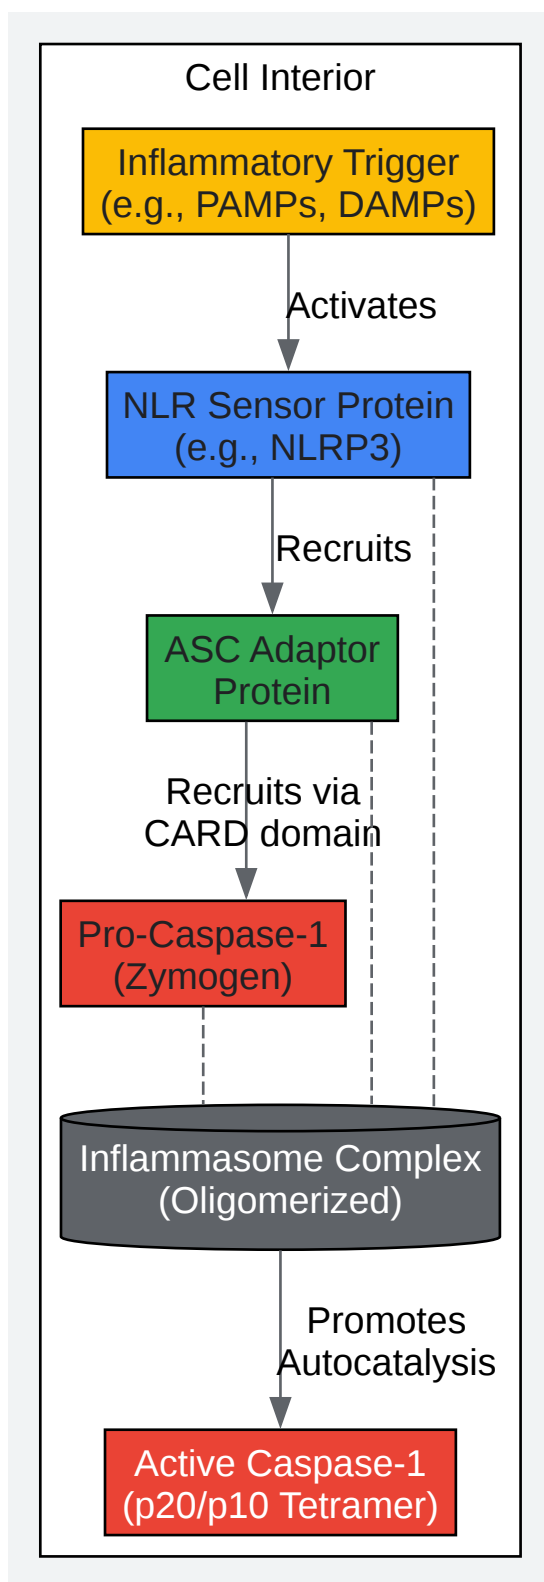 Cell Interior
Inflammatory Trigger
(e.g., PAMPs, DAMPs)
Activates
NLR Sensor Protein
(e.g., NLRP3)
Recruits
ASC Adaptor
Protein
Recruits via
CARD domain
Pro-Caspase-1
(Zymogen)
Inflammasome Complex
(Oligomerized)
Promotes
Autocatalysis
Active Caspase-1
(p20/p10 Tetramer)